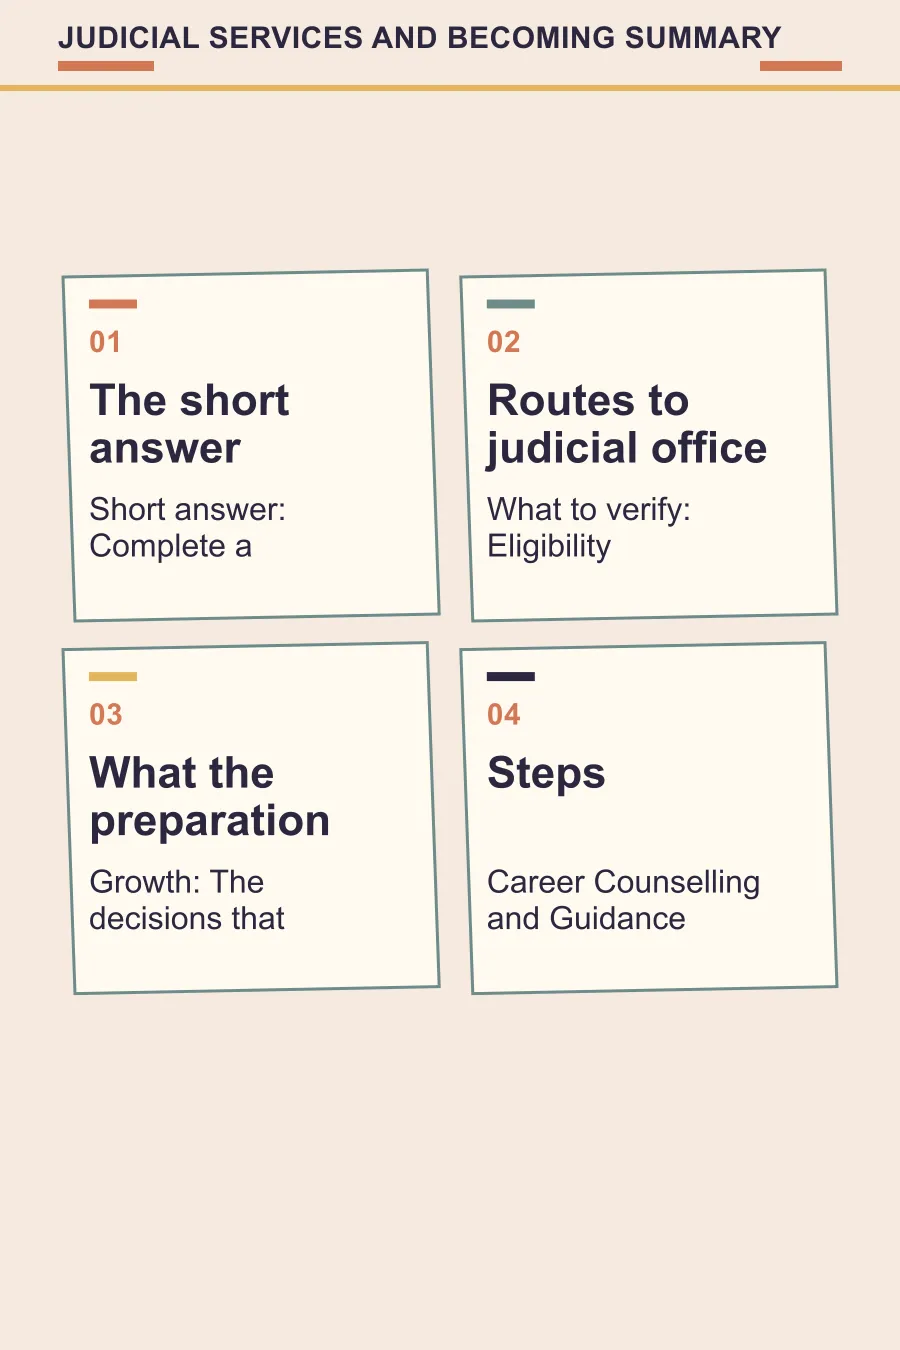 JUDICIAL SERVICES AND BECOMING SUMMARY
01
The short
answer
Short answer:
Complete a
02
Routes to
judicial office
What to verify:
Eligibility
03
What the
preparation
Growth: The
decisions that
04
Steps
Career Counselling
and Guidance